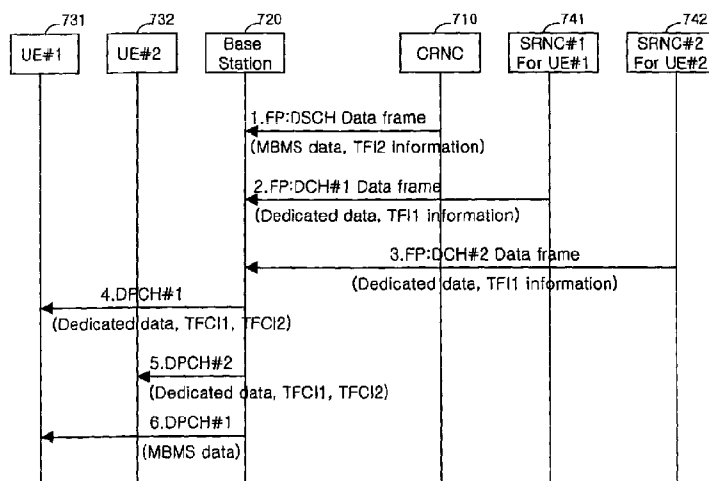 731
732
720
710
741
742
UE#1
UE#2
Base
Station
CRNC
SRNC#1
For UE#1
SRNC#2
For UE#2
1.FP:DSCH Data frame
(MBMS data, TFI2 information)
2.FP:DCH#1 Data frame
(Dedicated data, TFI1 information)
3.FP:DCH#2 Data frame
(Dedicated data, TFI1 information)
4.DPCH#1
(Dedicated data, TFCI1, TFCI2)
5.DPCH#2
(Dedicated data, TFCI1, TFCI2)
6.DPCH#1
(MBMS data)